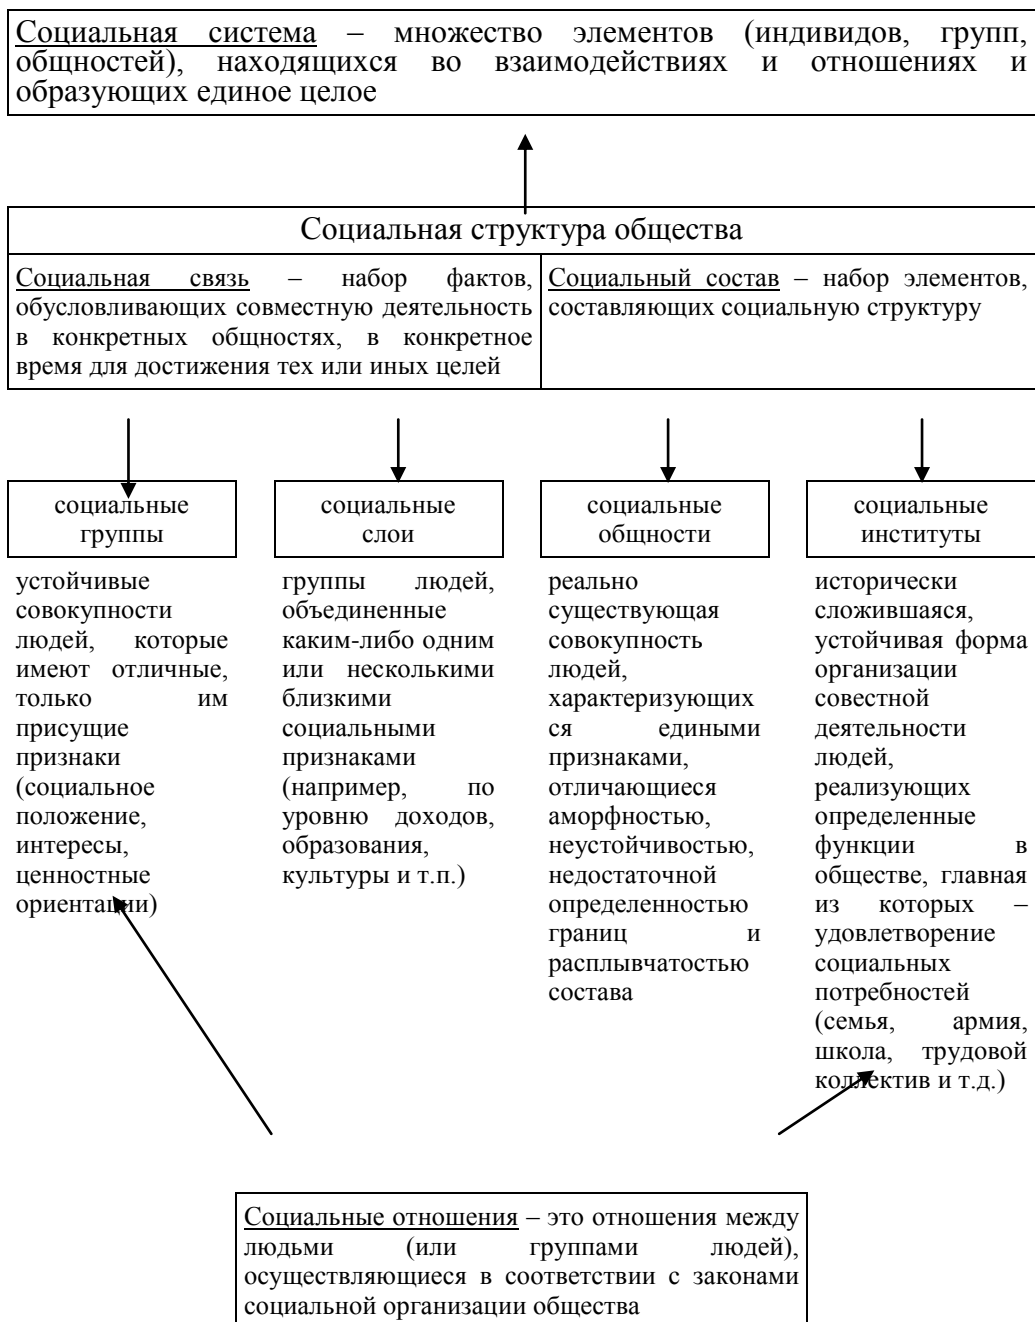 Социальная система – множество элементов (индивидов, групп,
общностей), находящихся во взаимодействиях и отношениях и
образующих единое целое
Социальная структура общества
Социальная связь – набор фактов,
обусловливающих совместную деятельность
в конкретных общностях, в конкретное
время для достижения тех или иных целей
Социальный состав – набор элементов,
составляющих социальную структуру
социальные
группы
социальные
слои
социальные
общности
социальные
институты
устойчивые
совокупности
людей, которые
имеют отличные,
только им
присущие
признаки
(социальное
положение,
интересы,
ценностные
ориентации)
группы людей,
объединенные
каким-либо одним
или несколькими
близкими
социальными
признаками
(например, по
уровню доходов,
образования,
культуры и т.п.)
реально
существующая
совокупность
людей,
характеризующих
ся едиными
признаками,
отличающиеся
аморфностью,
неустойчивостью,
недостаточной
определенностью
границ и
расплывчатостью
состава
исторически
сложившаяся,
устойчивая форма
организации
совестной
деятельности
людей,
реализующих
определенные
функции в
обществе, главная
из которых –
удовлетворение
социальных
потребностей
(семья, армия,
школа, трудовой
коллектив и т.д.)
Социальные отношения – это отношения между
людьми (или группами людей),
осуществляющиеся в соответствии с законами
социальной организации общества